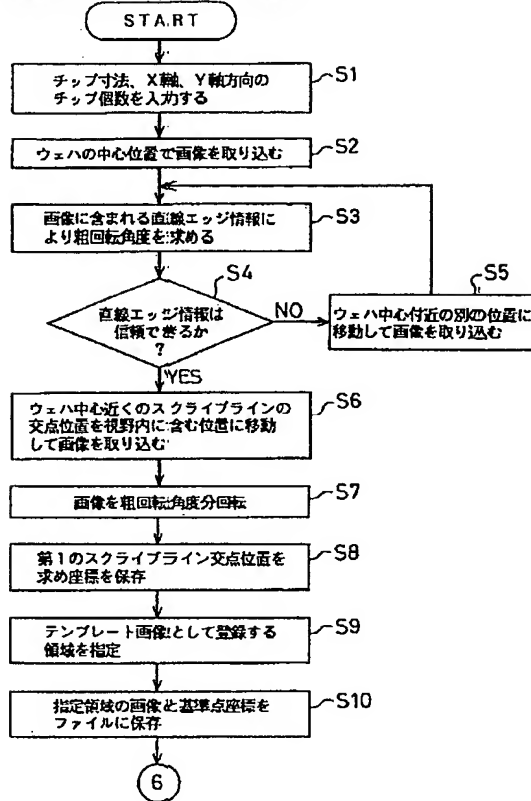 START
チップ寸法、X軸、Y軸方向の
チップ個数を入力する
S1
ウェハの中心位置で画像を取り込む
S2
画像に含まれる直線エッジ情報に
より粗回転角度を求める
S3
S4
直線エッジ情報は
信頼できるか
?
NO
S5
ウェハ中心付近の別の位置に
移動して画像を取り込む
YES
ウェハ中心近くのスクライブラインの
交点位置を視野内に含む位置に移動
して画像を取り込む
S6
画像を粗回転角度分回転
S7
第1のスクライブライン交点位置を
求め座標を保存
S8
テンプレート画像として登録する
領域を指定
S9
指定領域の画像と基準点座標を
ファイルに保存
S10
6